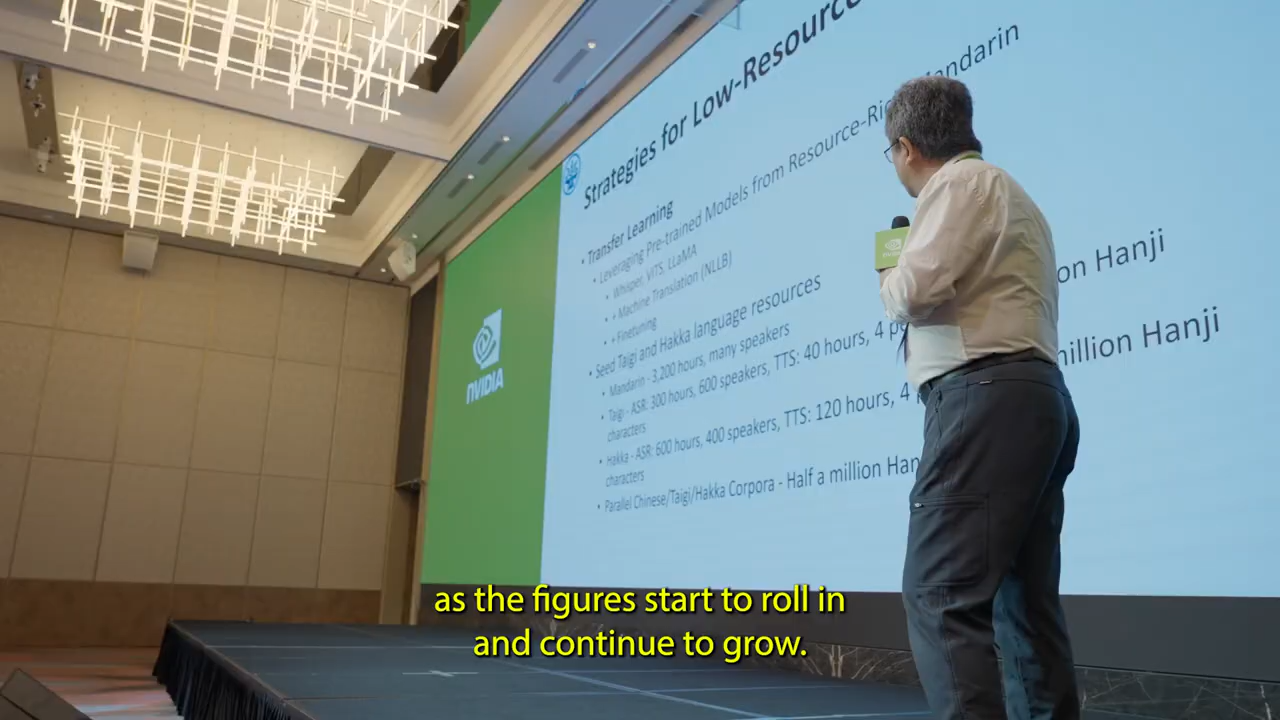 Strategies for Low-Resource
• Transfer Learning
• Leveraging Pre-trained Models from Resource-Ric Mandarin
• Whisper, VITS, LLaMA
• + Machine Translation (NLLB)
• + Finetuning
• Seed Taigi and Hakka language resources
• Mandarin - 3,200 hours, many speakers
• Taigi - ASR: 300 hours, 600 speakers, TTS: 40 hours, 4 on Hanji
characters
• Hakka - ASR: 600 hours, 400 speakers, TTS: 120 hours, 4 million Hanji
characters
• Parallel Chinese/Taigi/Hakka Corpora - Half a million Han
NVIDIA
as the figures start to roll in
and continue to grow.